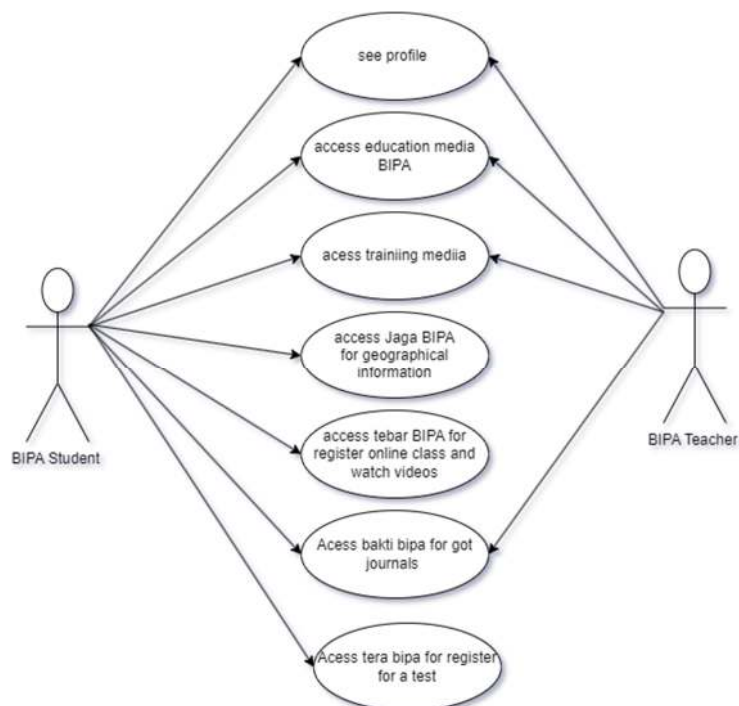 see profile
access education media
BIPA
acess trainiing mediia
access Jaga BIPA
for geographical
information
access tebar BIPA for
register online class and
watch videos
BIPA Student
BIPA Teacher
Acess bakti bipa for got
journals
Acess tera bipa for register
for a test